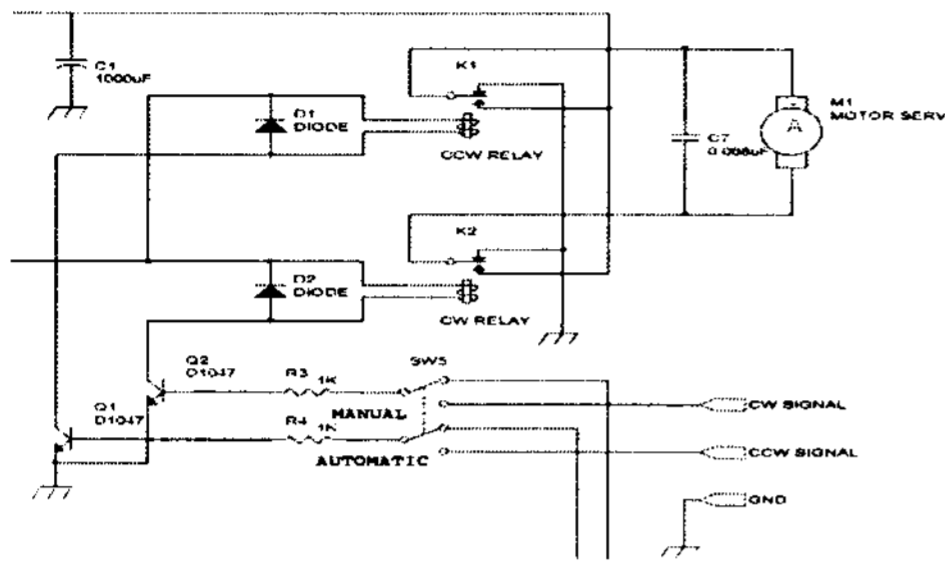 C1
1000uF
K1
D1
DIODE
CCW RELAY
M1
MOTOR SERV
C7
K2
D2
DIODE
CW RELAY
Q2
D1047
R3
1K
SW5
MANUAL
CW SIGNAL
Q1
D1047
R4
1K
AUTOMATIC
CCW SIGNAL
GND
A